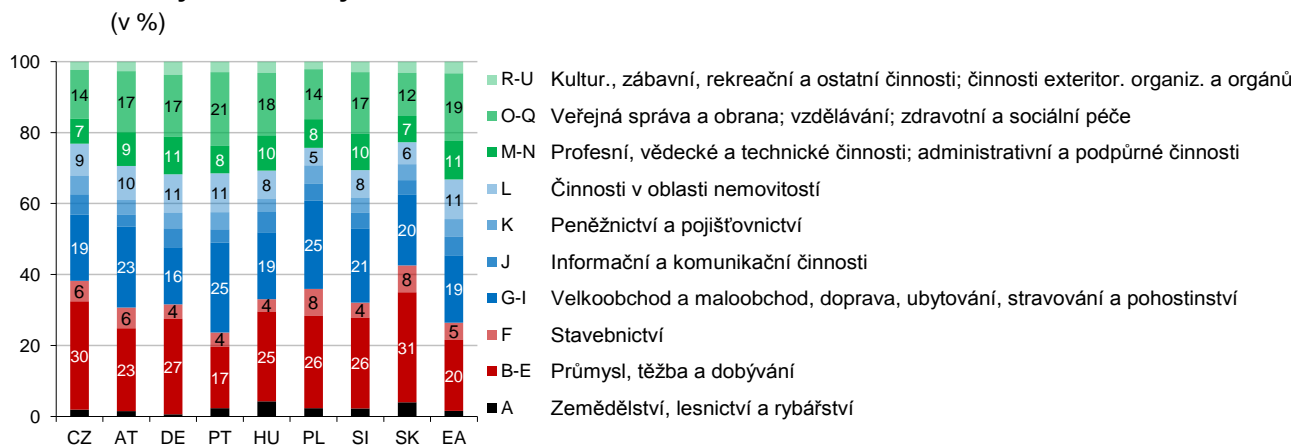 (v %)
100
80
60
40
20
0
14 17 17 21 18 14 17 12 19
7 9 11 8 10 8 10 7 11
9 10 11 11 8 5 8 6 11
19 23 16 25 19 25 21 20 19
6 6 4 4 4 8 4 8 5
30 23 27 17 25 26 26 31 20
CZ AT DE PT HU PL SI SK EA
R-U Kultur., zábavní, rekreační a ostatní činnosti; činnosti exteritor. organiz. a orgánů
O-Q Veřejná správa a obrana; vzdělávání; zdravotní a sociální péče
M-N Profesní, vědecké a technické činnosti; administrativní a podpůrné činnosti
L Činnosti v oblasti nemovitostí
K Peněžnictví a pojišťovnictví
J Informační a komunikační činnosti
G-I Velkoobchod a maloobchod, doprava, ubytování, stravování a pohostinství
F Stavebnictví
B-E Průmysl, těžba a dobývání
A Zemědělství, lesnictví a rybářství